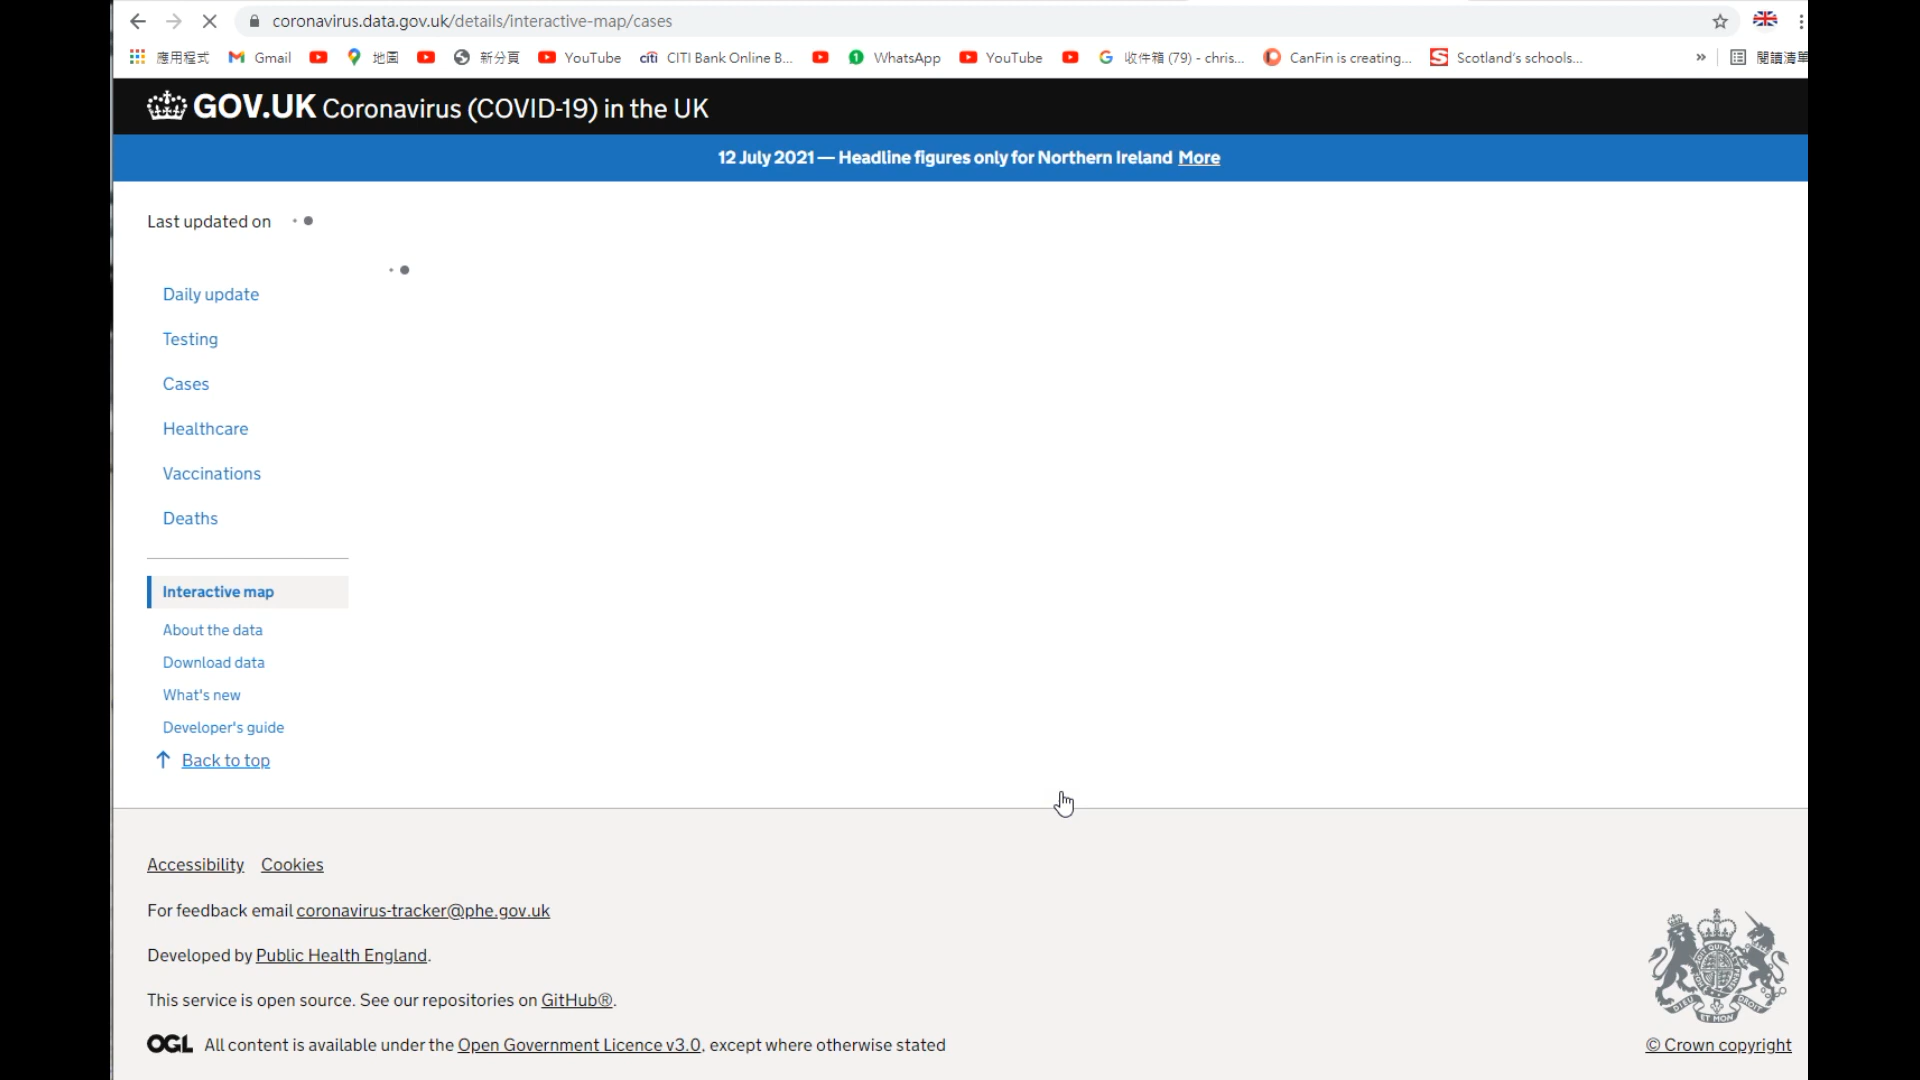 coronavirus.data.gov.uk/details/interactive-map/cases
應用程式 Gmail 地圖 新分頁 YouTube citi CITI Bank Online B... 1 WhatsApp YouTube G 收件箱 (79) - chris... CanFin is creating... S Scotland's schools... » 閱讀清單
GOV.UK Coronavirus (COVID-19) in the UK
12 July 2021 — Headline figures only for Northern Ireland More
Last updated on
Daily update
Testing
Cases
Healthcare
Vaccinations
Deaths
Interactive map
About the data
Download data
What's new
Developer's guide
Back to top
Accessibility Cookies
For feedback email coronavirus-tracker@phe.gov.uk
Developed by Public Health England.
This service is open source. See our repositories on GitHub®.
OGL All content is available under the Open Government Licence v3.0, except where otherwise stated
© Crown copyright